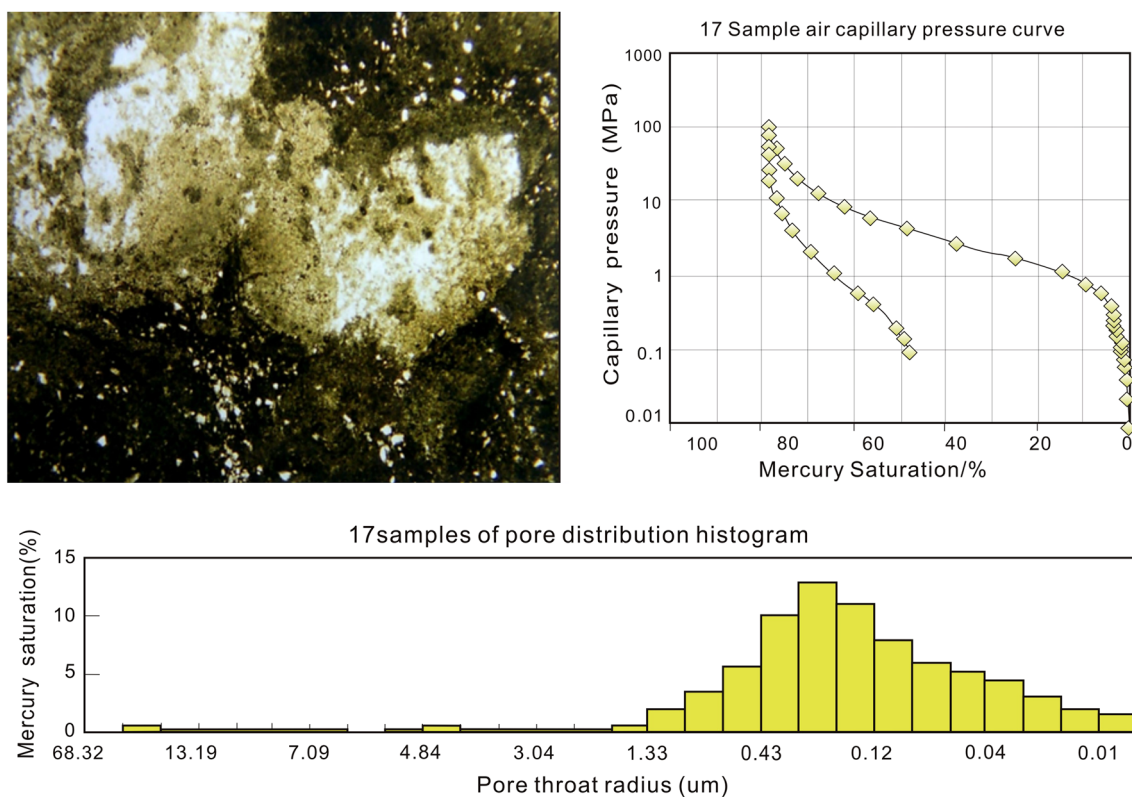 17 Sample air capillary pressure curve
Capillary pressure (MPa)
1000
100
10
1
0.1
0.01
100 80 60 40 20 0
Mercury Saturation/%
17samples of pore distribution histogram
Mercury saturation(%)
15
10
5
0
68.32 13.19 7.09 4.84 3.04 1.33 0.43 0.12 0.04 0.01
Pore throat radius (um)